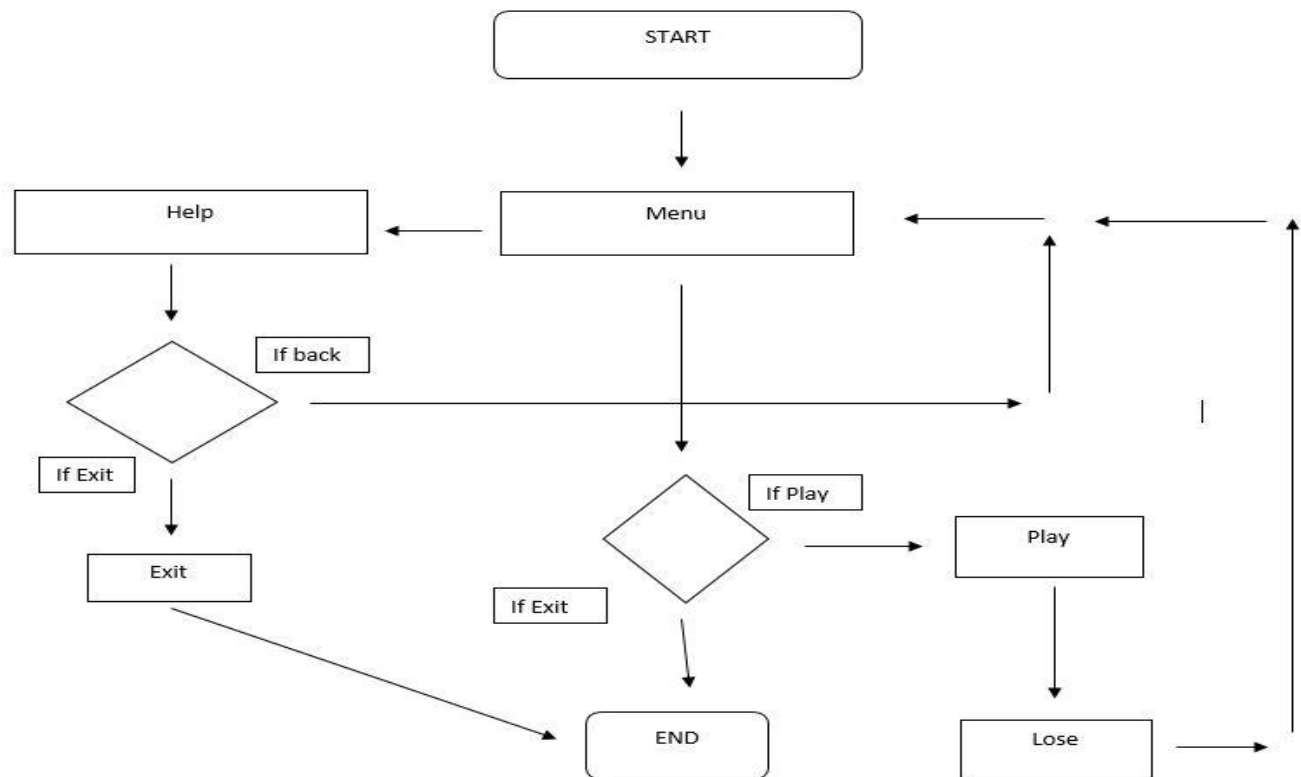 START
Help
Menu
If back
If Exit
If Play
Play
Exit
If Exit
END
Lose